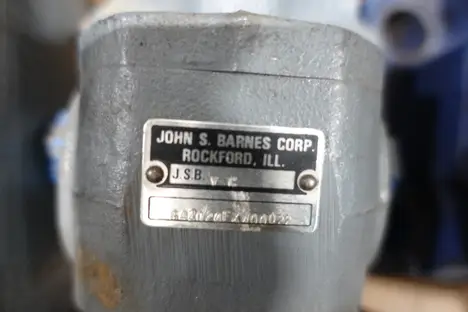 JOHN S. BARNES CORP.
ROCKFORD, ILL.
J.S.B.